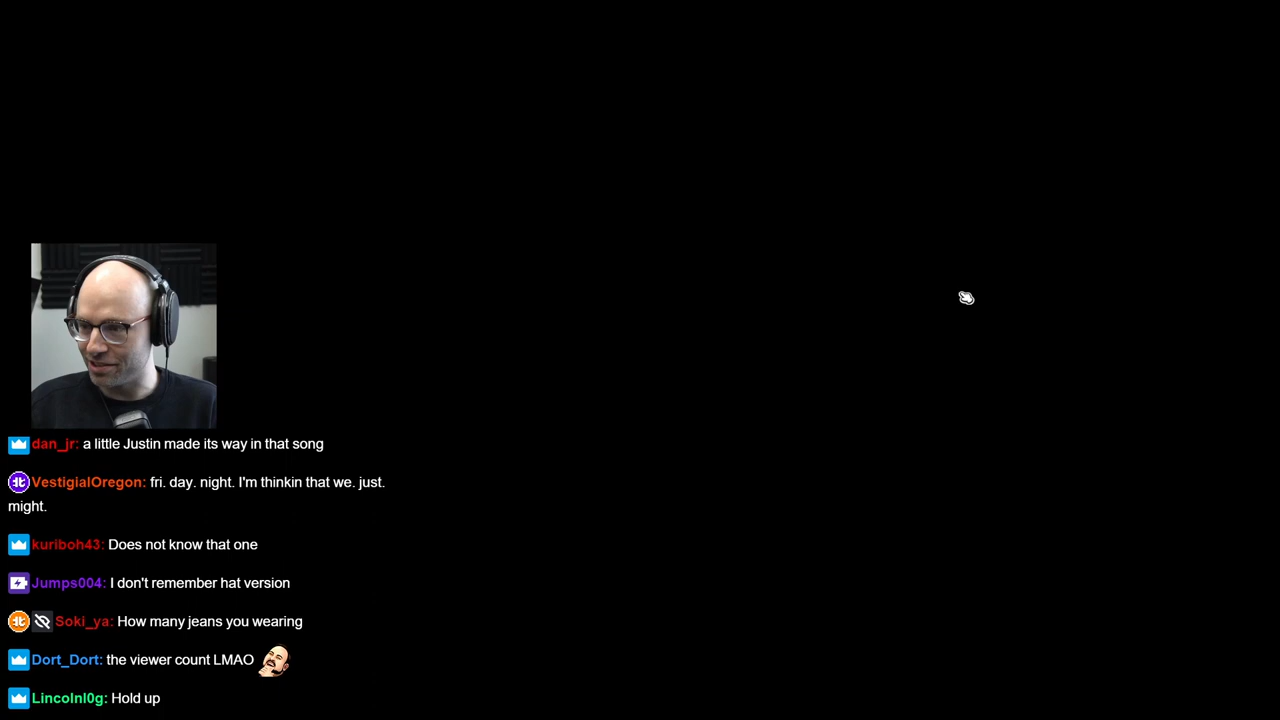 dan_jr: a little Justin made its way in that song
VestigialOregon: fri. day. night. I'm thinkin that we. just.
might.
kuriboh43: Does not know that one
Jumps004: I don't remember hat version
Soki_ya: How many jeans you wearing
Dort_Dort: the viewer count LMAO
Lincolnl0g: Hold up